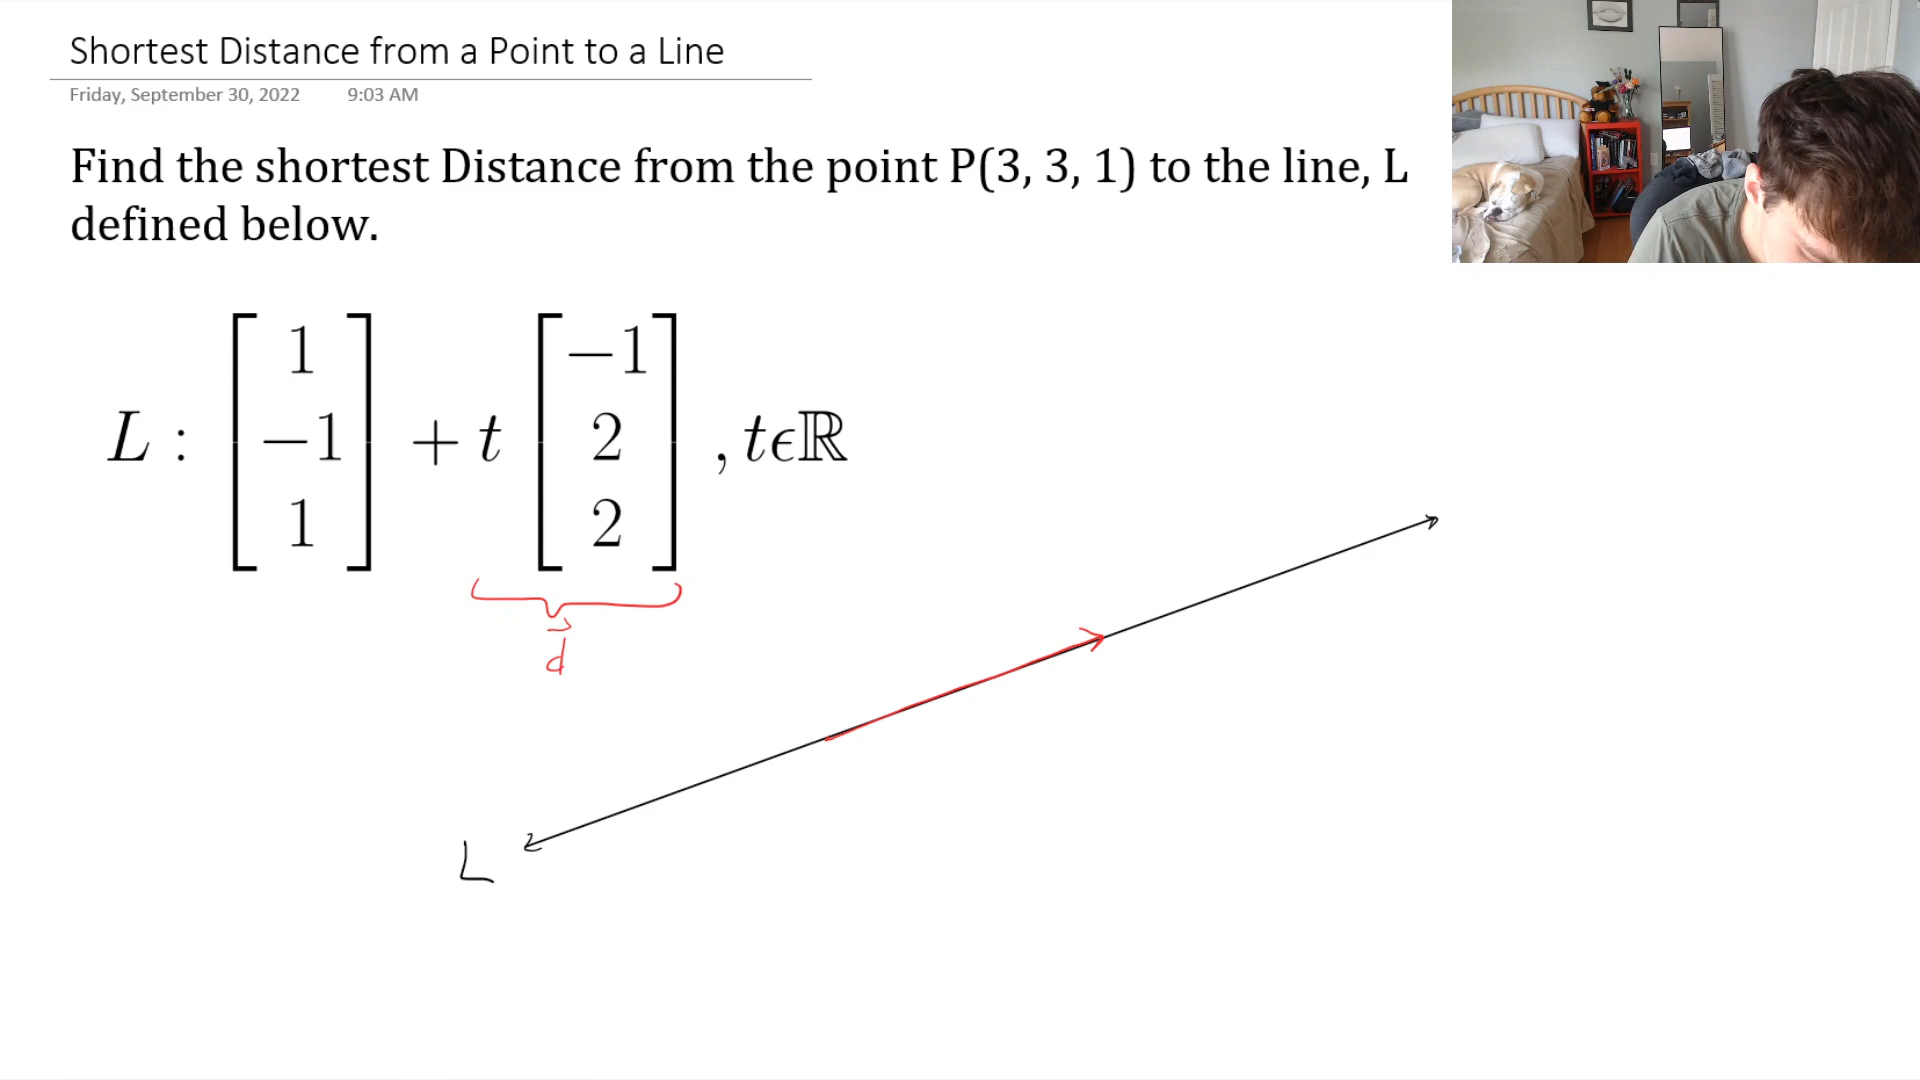 Shortest Distance from a Point to a Line
Friday, September 30, 2022 9:03 AM
Find the shortest Distance from the point P(3, 3, 1) to the line, L
defined below.
L : [1 −1 1] + t [−1 2 2] , tϵℝ
d⃗
L